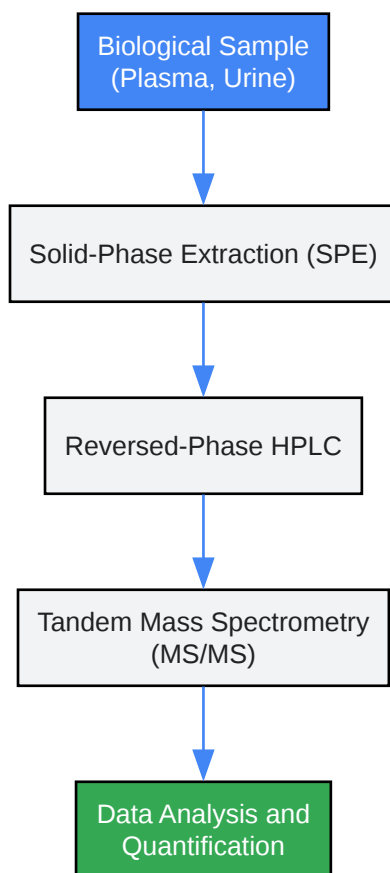 Biological Sample
(Plasma, Urine)
Solid-Phase Extraction (SPE)
Reversed-Phase HPLC
Tandem Mass Spectrometry
(MS/MS)
Data Analysis and
Quantification